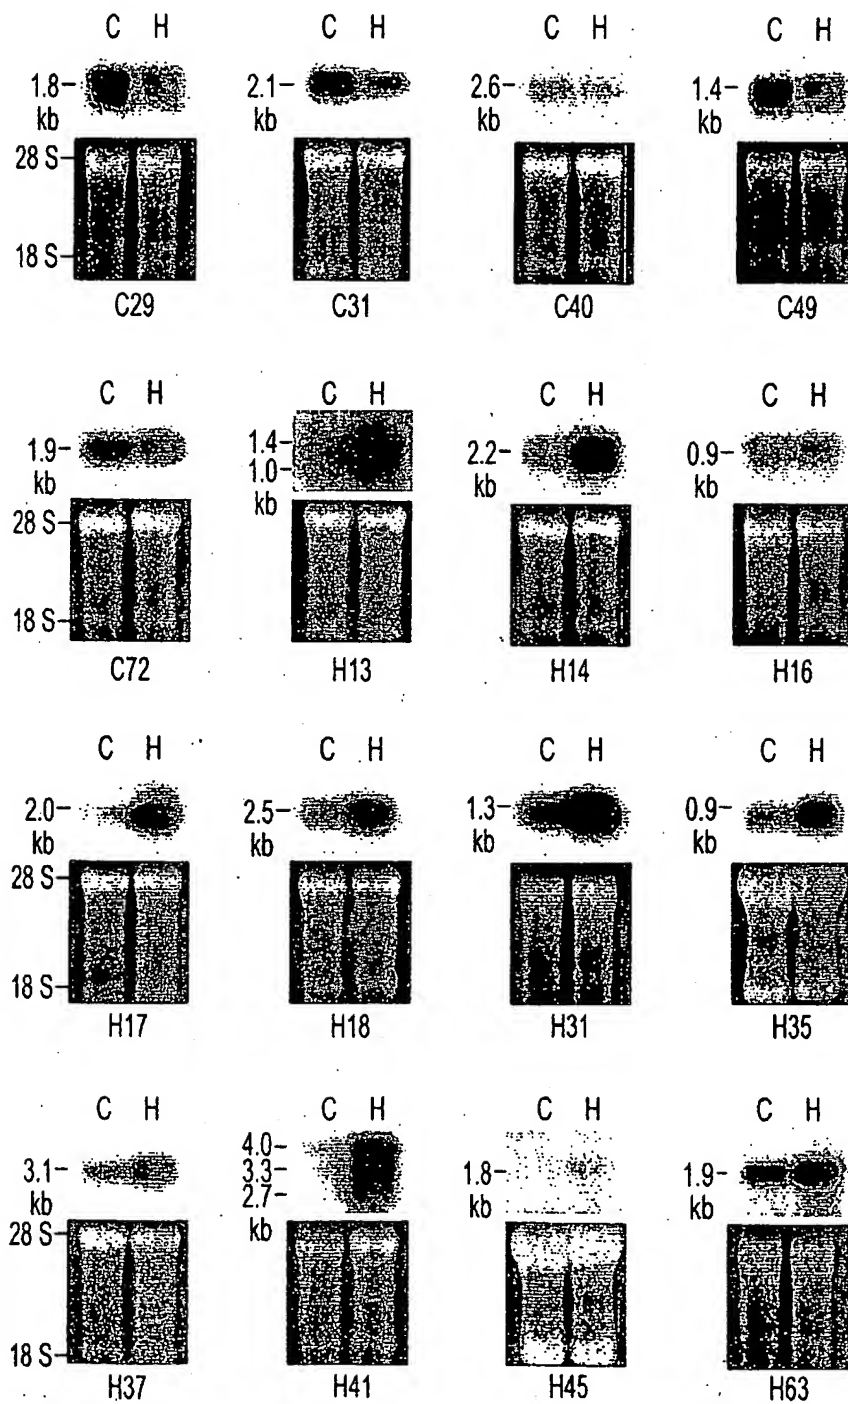 C H C H C H C H
1.8– 2.1– 2.6– 1.4–
kb kb kb kb
28 S–
18 S–
C29 C31 C40 C49
C H C H C H C H
1.9– 1.4– 2.2– 0.9–
1.0–
kb kb kb kb
28 S–
18 S–
C72 H13 H14 H16
C H C H C H C H
2.0– 2.5– 1.3– 0.9–
kb kb kb kb
28 S–
18 S–
H17 H18 H31 H35
C H C H C H C H
4.0–
3.1– 3.3– 1.8– 1.9–
2.7–
kb kb kb kb
28 S–
18 S–
H37 H41 H45 H63